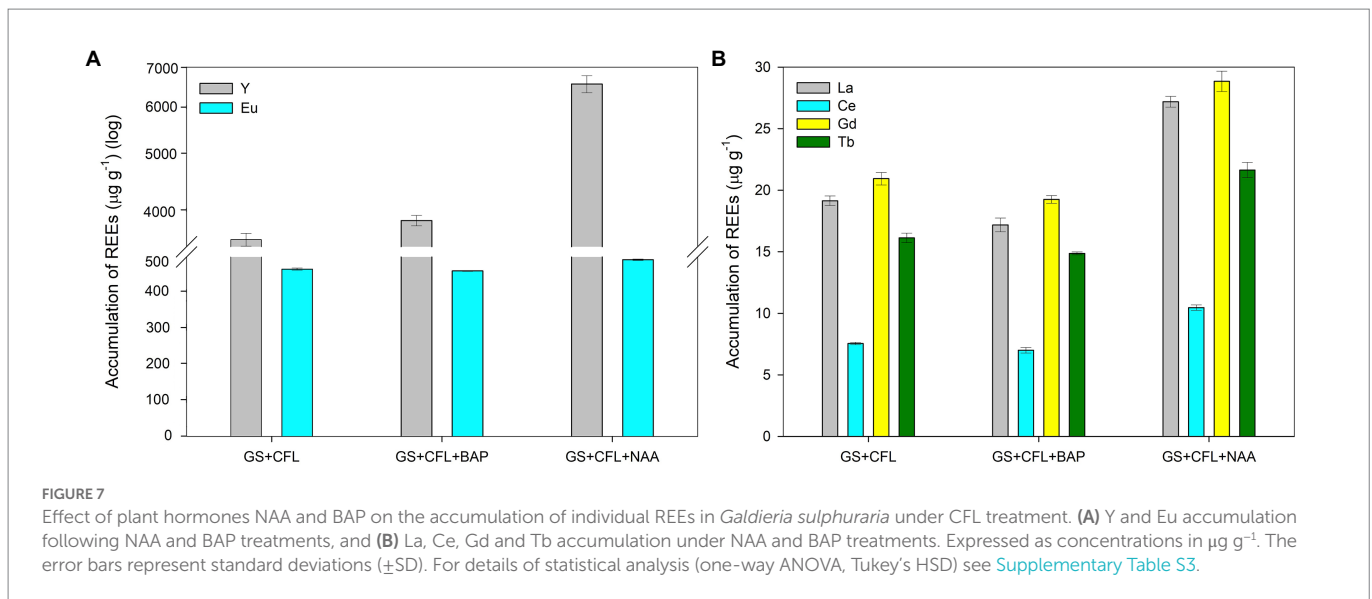 A
B
Y
Eu
Accumulation of REEs (μg g⁻¹) (log)
7000
6000
5000
4000
500
400
300
200
100
0
GS+CFL
GS+CFL+BAP
GS+CFL+NAA
La
Ce
Gd
Tb
Accumulation of REEs (μg g⁻¹)
30
25
20
15
10
5
0
GS+CFL
GS+CFL+BAP
GS+CFL+NAA
FIGURE 7
Effect of plant hormones NAA and BAP on the accumulation of individual REEs in Galdieria sulphuraria under CFL treatment. (A) Y and Eu accumulation
following NAA and BAP treatments, and (B) La, Ce, Gd and Tb accumulation under NAA and BAP treatments. Expressed as concentrations in μg g⁻¹. The
error bars represent standard deviations (±SD). For details of statistical analysis (one-way ANOVA, Tukey's HSD) see Supplementary Table S3.